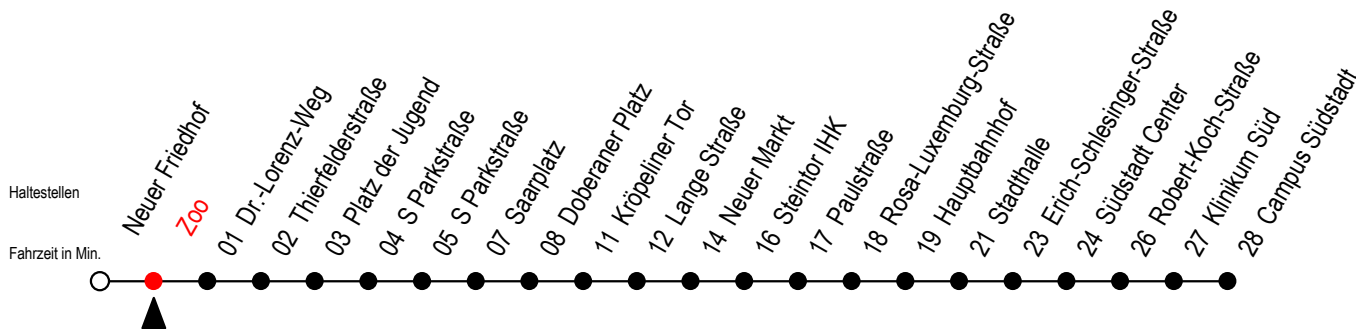 Haltestellen
Fahrzeit in Min.
Neuer Friedhof
Zoo
01 Dr.-Lorenz-Weg
02 Thierfelderstraße
03 Platz der Jugend
04 S Parkstraße
05 S Parkstraße
07 Saarplatz
08 Doberaner Platz
11 Kröpeliner Tor
12 Lange Straße
14 Neuer Markt
16 Steintor IHK
17 Paulstraße
18 Rosa-Luxemburg-Straße
19 Hauptbahnhof
21 Stadthalle
23 Erich-Schlesinger-Straße
24 Südstadt Center
26 Robert-Koch-Straße
27 Klinikum Süd
28 Campus Südstadt